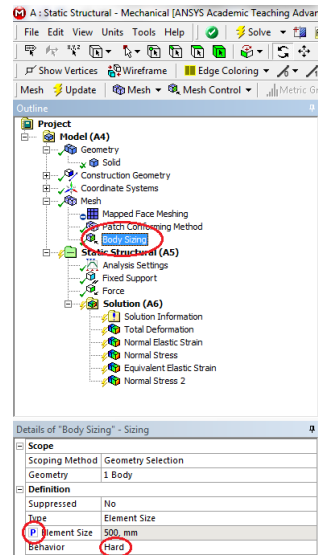 A : Static Structural - Mechanical [ANSYS Academic Teaching Advan
File Edit View Units Tools Help Solve
Show Vertices Wireframe Edge Coloring
Mesh Update Mesh Mesh Control Metric Gr
Outline
Project
Model (A4)
Geometry
Solid
Construction Geometry
Coordinate Systems
Mesh
Mapped Face Meshing
Patch Conforming Method
Body Sizing
Static Structural (A5)
Analysis Settings
Fixed Support
Force
Solution (A6)
Solution Information
Total Deformation
Normal Elastic Strain
Normal Stress
Equivalent Elastic Strain
Normal Stress 2
Details of "Body Sizing" - Sizing
Scope
Scoping Method Geometry Selection
Geometry 1 Body
Definition
Suppressed No
Type Element Size
P Element Size 500, mm
Behavior Hard